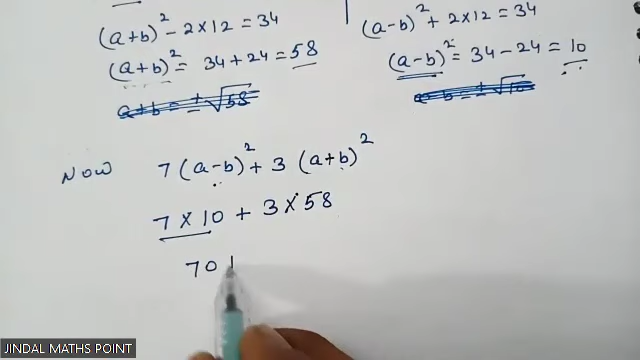 (a+b)² - 2×12 = 34
(a+b)² = 34+24 = 58
a+b = ±√58
(a-b)² + 2×12 = 34
(a-b)² = 34-24 = 10
a-b = ±√10
Now 7(a-b)² + 3(a+b)²
7×10 + 3×58
70
JINDAL MATHS POINT